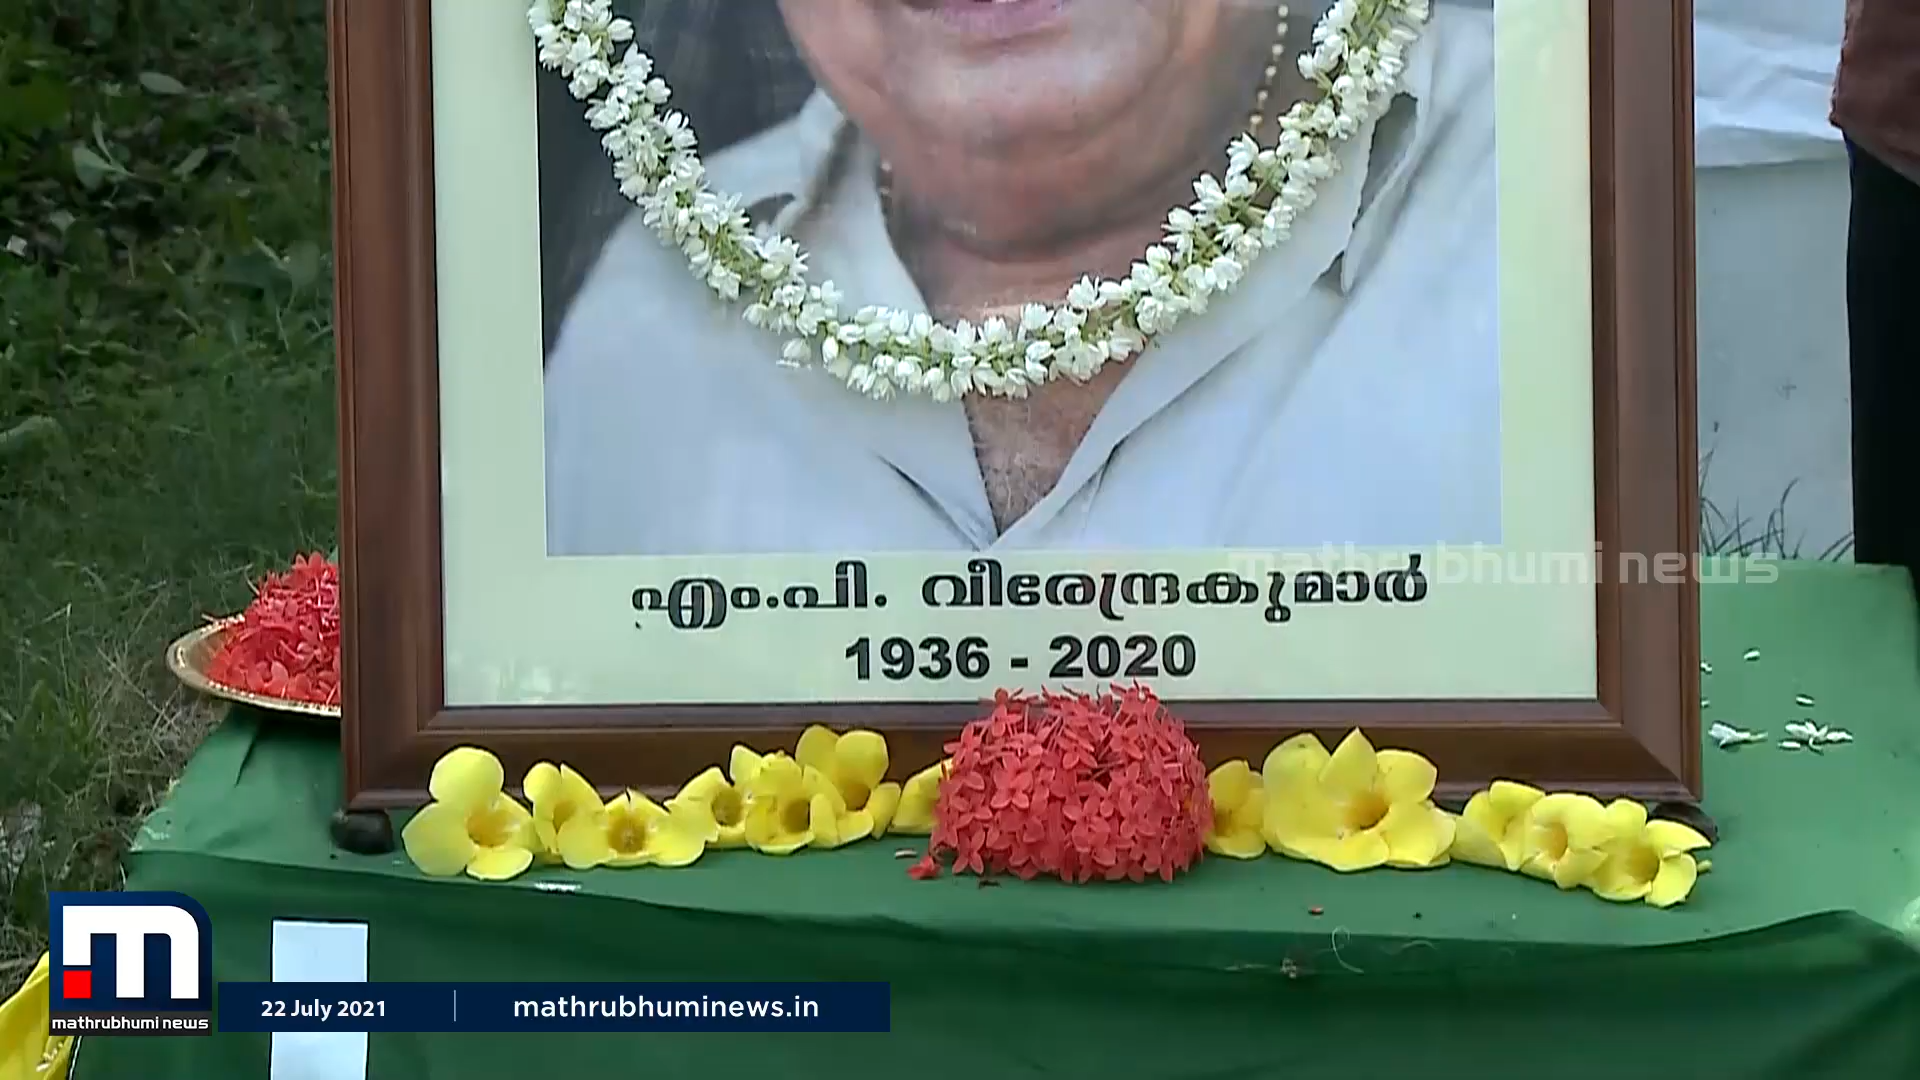 mathrubhumi news
എം.പി. വീരേന്ദ്രകുമാർ
1936 - 2020
mathrubhumi news
22 July 2021
mathrubhuminews.in